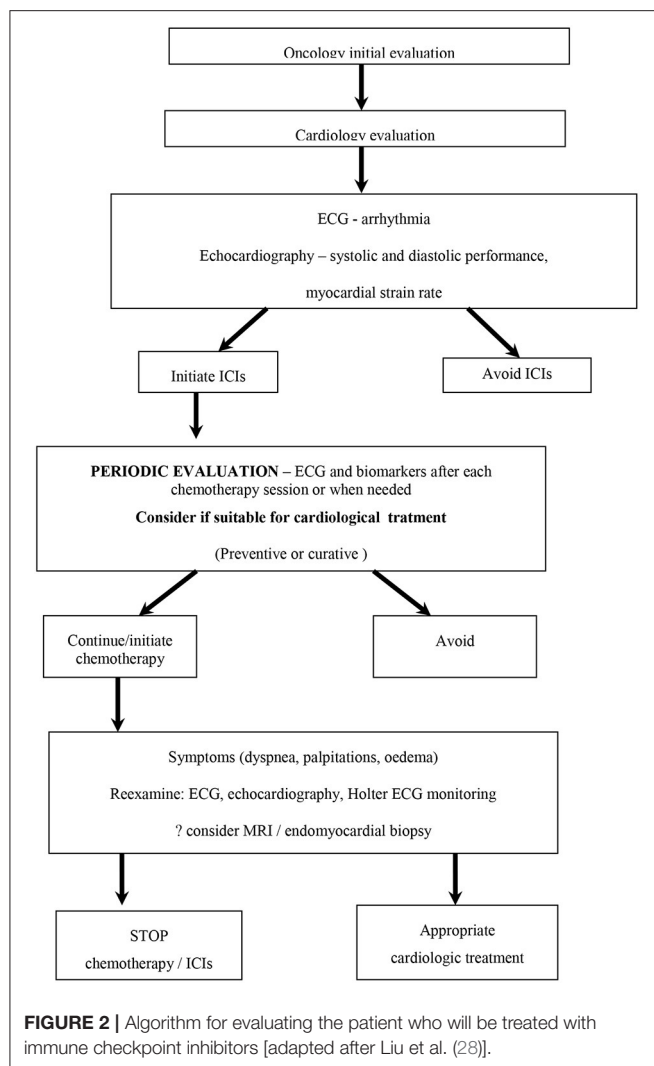 Oncology initial evaluation
Cardiology evaluation
ECG - arrhythmia
Echocardiography – systolic and diastolic performance,
myocardial strain rate
Initiate ICIs
Avoid ICIs
PERIODIC EVALUATION – ECG and biomarkers after each
chemotherapy session or when needed
Consider if suitable for cardiological tratment
(Preventive or curative )
Continue/initiate
chemotherapy
Avoid
Symptoms (dyspnea, palpitations, oedema)
Reexamine: ECG, echocardiography, Holter ECG monitoring
? consider MRI / endomyocardial biopsy
STOP
chemotherapy / ICIs
Appropriate
cardiologic treatment
FIGURE 2 | Algorithm for evaluating the patient who will be treated with
immune checkpoint inhibitors [adapted after Liu et al. (28)].